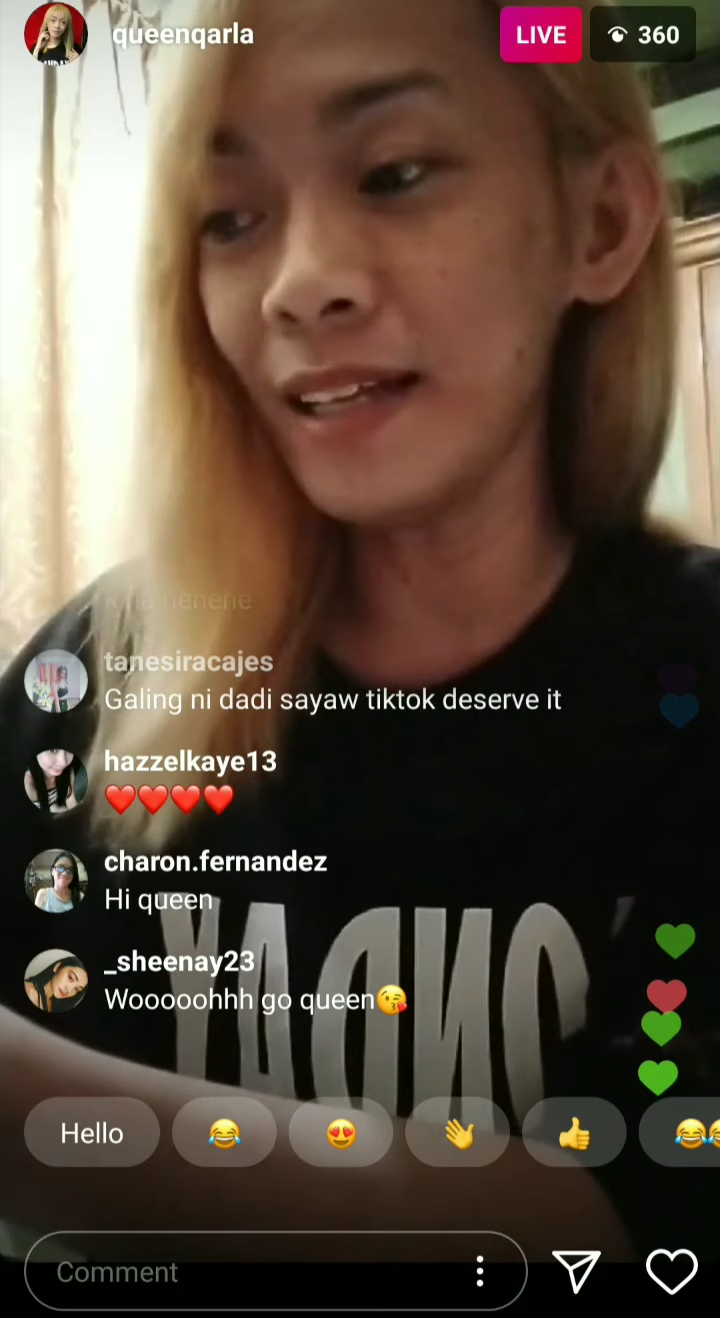 queenqarla
LIVE
360
hehehe
tanesiracajes
Galing ni dadi sayaw tiktok deserve it
hazzelkaye13
❤️❤️❤️❤️
charon.fernandez
Hi queen
_sheenay23
Wooooohhh go queen😘
Hello
Comment